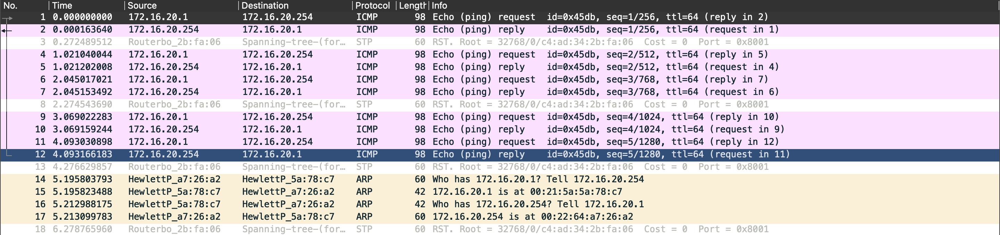 No. Time Source Destination Protocol Length Info
1 0.000000000 172.16.20.1 172.16.20.254 ICMP 98 Echo (ping) request id=0x45db, seq=1/256, ttl=64 (reply in 2)
2 0.000163640 172.16.20.254 172.16.20.1 ICMP 98 Echo (ping) reply id=0x45db, seq=1/256, ttl=64 (request in 1)
3 0.272489512 Routerbo_2b:fa:06 Spanning-tree-(for… STP 60 RST. Root = 32768/0/c4:ad:34:2b:fa:06 Cost = 0 Port = 0x8001
4 1.021040044 172.16.20.1 172.16.20.254 ICMP 98 Echo (ping) request id=0x45db, seq=2/512, ttl=64 (reply in 5)
5 1.021202008 172.16.20.254 172.16.20.1 ICMP 98 Echo (ping) reply id=0x45db, seq=2/512, ttl=64 (request in 4)
6 2.045017021 172.16.20.1 172.16.20.254 ICMP 98 Echo (ping) request id=0x45db, seq=3/768, ttl=64 (reply in 7)
7 2.045153492 172.16.20.254 172.16.20.1 ICMP 98 Echo (ping) reply id=0x45db, seq=3/768, ttl=64 (request in 6)
8 2.274543690 Routerbo_2b:fa:06 Spanning-tree-(for… STP 60 RST. Root = 32768/0/c4:ad:34:2b:fa:06 Cost = 0 Port = 0x8001
9 3.069022283 172.16.20.1 172.16.20.254 ICMP 98 Echo (ping) request id=0x45db, seq=4/1024, ttl=64 (reply in 10)
10 3.069159244 172.16.20.254 172.16.20.1 ICMP 98 Echo (ping) reply id=0x45db, seq=4/1024, ttl=64 (request in 9)
11 4.093030898 172.16.20.1 172.16.20.254 ICMP 98 Echo (ping) request id=0x45db, seq=5/1280, ttl=64 (reply in 12)
12 4.093166183 172.16.20.254 172.16.20.1 ICMP 98 Echo (ping) reply id=0x45db, seq=5/1280, ttl=64 (request in 11)
13 4.276629857 Routerbo_2b:fa:06 Spanning-tree-(for… STP 60 RST. Root = 32768/0/c4:ad:34:2b:fa:06 Cost = 0 Port = 0x8001
14 5.195803793 HewlettP_a7:26:a2 HewlettP_5a:78:c7 ARP 60 Who has 172.16.20.1? Tell 172.16.20.254
15 5.195823488 HewlettP_5a:78:c7 HewlettP_a7:26:a2 ARP 42 172.16.20.1 is at 00:21:5a:5a:78:c7
16 5.212988175 HewlettP_5a:78:c7 HewlettP_a7:26:a2 ARP 42 Who has 172.16.20.254? Tell 172.16.20.1
17 5.213099783 HewlettP_a7:26:a2 HewlettP_5a:78:c7 ARP 60 172.16.20.254 is at 00:22:64:a7:26:a2
18 6.278765960 Routerbo_2b:fa:06 Spanning-tree-(for… STP 60 RST. Root = 32768/0/c4:ad:34:2b:fa:06 Cost = 0 Port = 0x8001